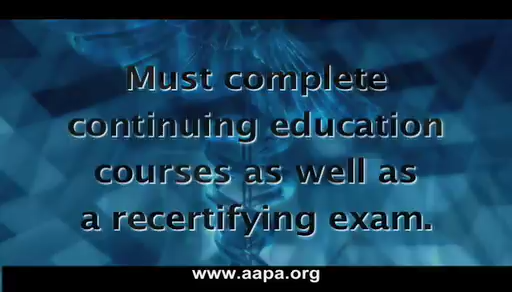 Must complete
continuing education
courses as well as
a recertifying exam.
www.aapa.org